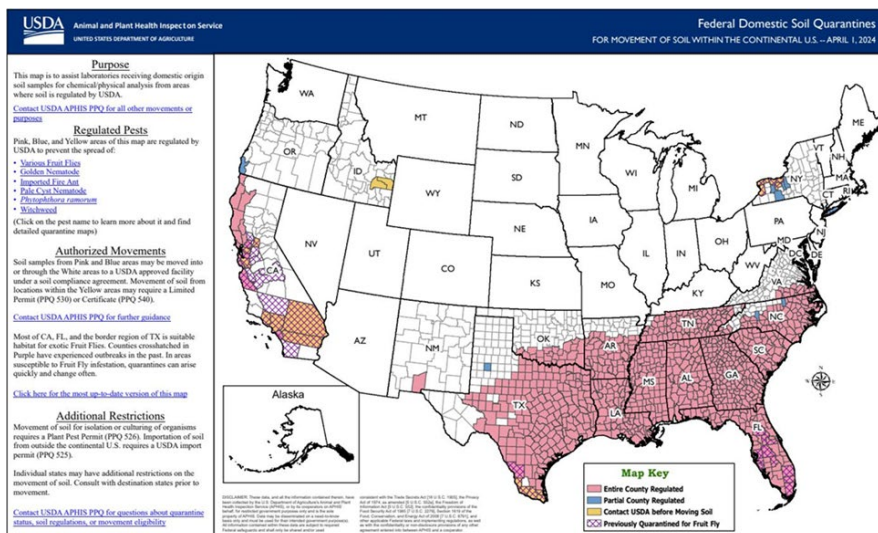 USDA
Animal and Plant Health Inspection Service
UNITED STATES DEPARTMENT OF AGRICULTURE
Federal Domestic Soil Quarantines
FOR MOVEMENT OF SOIL WITHIN THE CONTINENTAL U.S. -- APRIL 1, 2024
Purpose
This map is to assist laboratories receiving domestic origin
soil samples for chemical/physical analysis from areas
where soil is regulated by USDA.
Contact USDA APHIS PPQ for all other movements or
purposes
Regulated Pests
Pink, Blue, and Yellow areas of this map are regulated by
USDA to prevent the spread of:
• Various Fruit Flies
• Golden Nematode
• Imported Fire Ant
• Pale Cyst Nematode
• Phytophthora ramorum
• Witchweed
(Click on the pest name to learn more about it and find
detailed quarantine maps)
Authorized Movements
Soil samples from Pink and Blue areas may be moved into
or through the White areas to a USDA approved facility
under a soil compliance agreement. Movement of soil from
locations within the Yellow areas may require a Limited
Permit (PPQ 530) or Certificate (PPQ 540).
Contact USDA APHIS PPQ for further guidance
Most of CA, FL, and the border region of TX is suitable
habitat for exotic Fruit Flies. Counties crosshatched in
Purple have experienced outbreaks in the past. In areas
susceptible to Fruit Fly infestation, quarantines can arise
quickly and change often.
Click here for the most up-to-date version of this map
Additional Restrictions
Movement of soil for isolation or culturing of organisms
requires a Plant Pest Permit (PPQ 526). Importation of soil
from outside the continental U.S. requires a USDA import
permit (PPQ 525).
Individual states may have additional restrictions on the
movement of soil. Consult with destination states prior to
movement.
Contact USDA APHIS PPQ for questions about quarantine
status, soil regulations, or movement eligibility
WA
MT
ND
MN
ME
OR
ID
SD
WI
MI
VT
NH
NY
MA
CT
RI
WY
NE
IA
PA
NJ
NV
UT
CO
KS
MO
IL
IN
OH
MD
DE
DC
WV
VA
KY
CA
AZ
NM
OK
AR
TN
NC
SC
TX
LA
MS
AL
GA
FL
Alaska
Map Key
Entire County Regulated
Partial County Regulated
Contact USDA before Moving Soil
Previously Quarantined for Fruit Fly